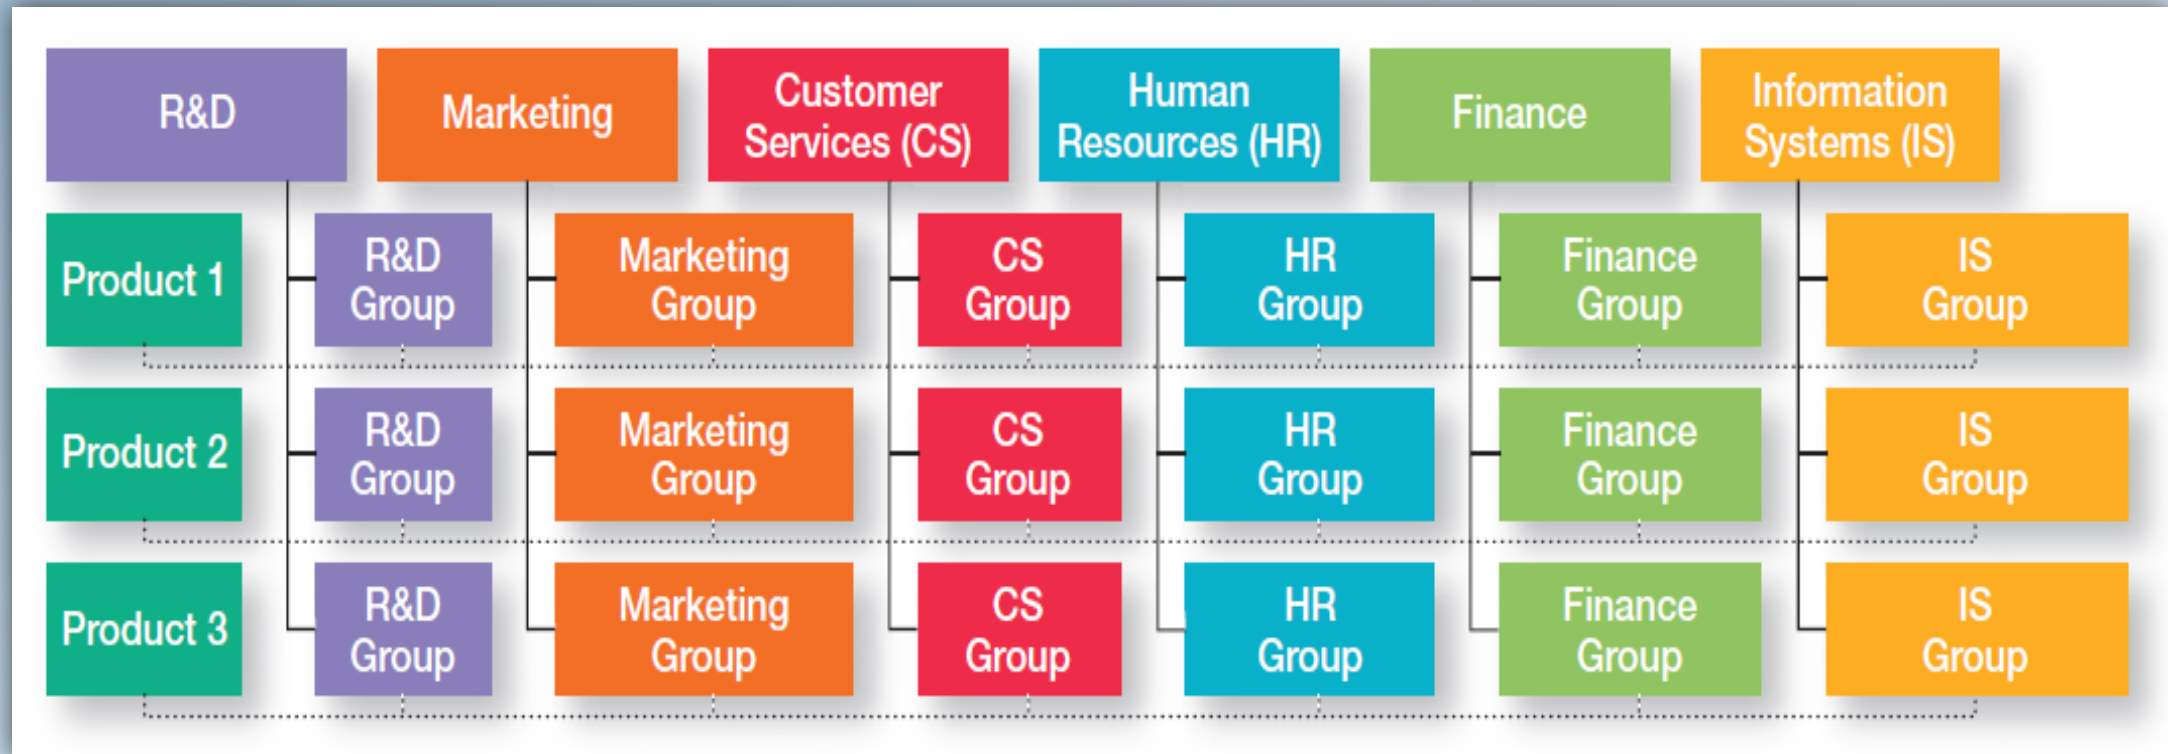 R&D
Marketing
Customer
Services (CS)
Human
Resources (HR)
Finance
Information
Systems (IS)
Product 1
R&D
Group
Marketing
Group
CS
Group
HR
Group
Finance
Group
IS
Group
Product 2
R&D
Group
Marketing
Group
CS
Group
HR
Group
Finance
Group
IS
Group
Product 3
R&D
Group
Marketing
Group
CS
Group
HR
Group
Finance
Group
IS
Group